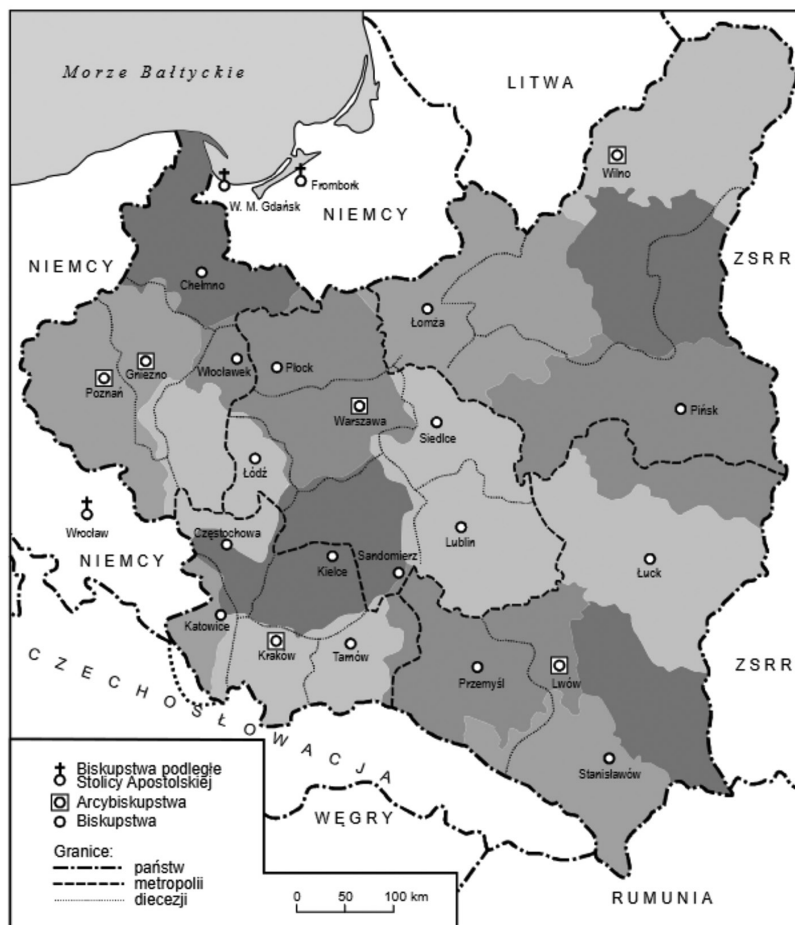 Morze Bałtyckie
LITWA
Wilno
Frombork
W. M. Gdańsk
NIEMCY
ZSRR
NIEMCY
Chełmno
Łomża
Gniezno
Włocławek
Płock
Poznań
Warszawa
Pińsk
Siedlce
Łódź
Wrocław
Częstochowa
Lublin
NIEMCY
Kielce
Sandomierz
Łuck
Katowice
Kraków
Tarnów
Przemyśl
Lwów
ZSRR
CZECHOSŁOWACJA
Stanisławów
Biskupstwa podległe
Stolicy Apostolskiej
Arcybiskupstwa
Biskupstwa
WĘGRY
Granice:
państw
metropolii
diecezji
0 50 100 km
RUMUNIA